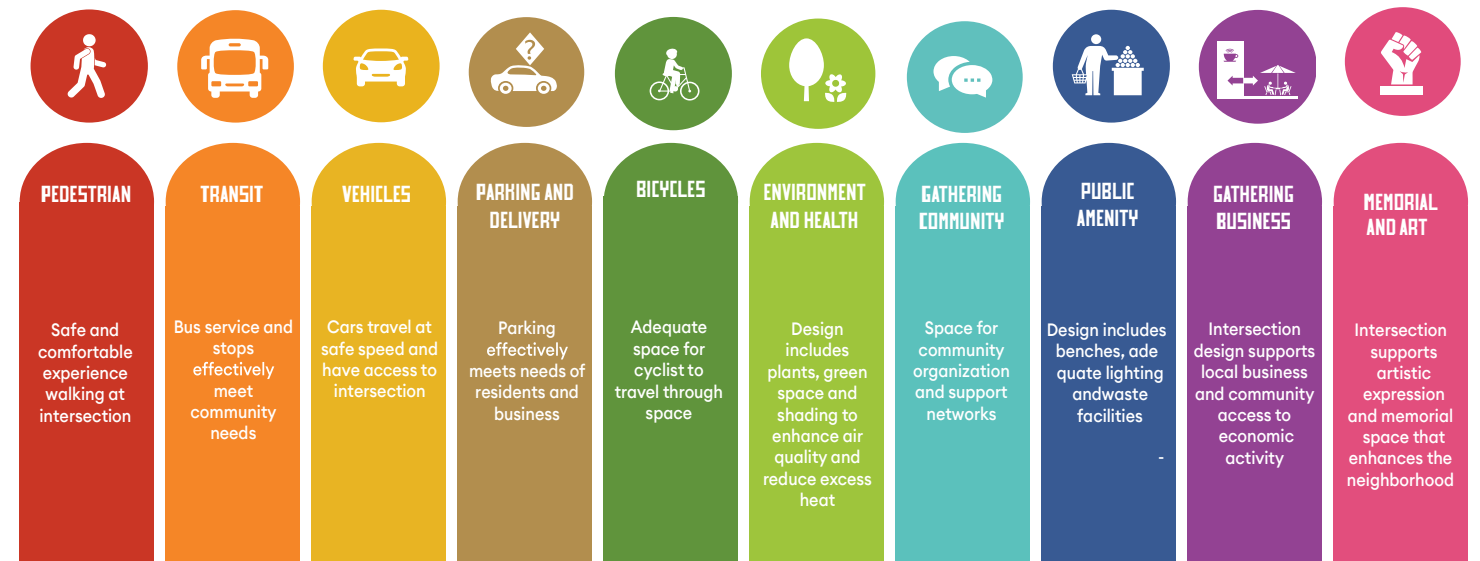 ?
PEDESTRIAN
Safe and
comfortable
experience
walking at
intersection
TRANSIT
Bus service and
stops
effectively
meet
community
needs
VEHICLES
Cars travel at
safe speed and
have access to
intersection
PARKING AND
DELIVERY
Parking
effectively
meets needs of
residents and
business
BICYCLES
Adequate
space for
cyclist to
travel through
space
ENVIRONMENT
AND HEALTH
Design
includes
plants, green
space and
shading to
enhance air
quality and
reduce excess
heat
GATHERING
COMMUNITY
Space for
community
organization
and support
networks
PUBLIC
AMENITY
Design includes
benches, ade
quate lighting
andwaste
facilities
-
GATHERING
BUSINESS
Intersection
design supports
local business
and community
access to
economic
activity
MEMORIAL
AND ART
Intersection
supports
artistic
expression
and memorial
space that
enhances the
neighborhood